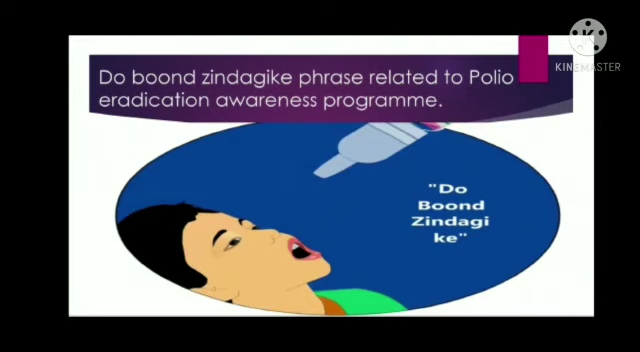 Do boond zindagike phrase related to Polio
eradication awareness programme.
K
KINEMASTER
"Do
Boond
Zindagi
ke"